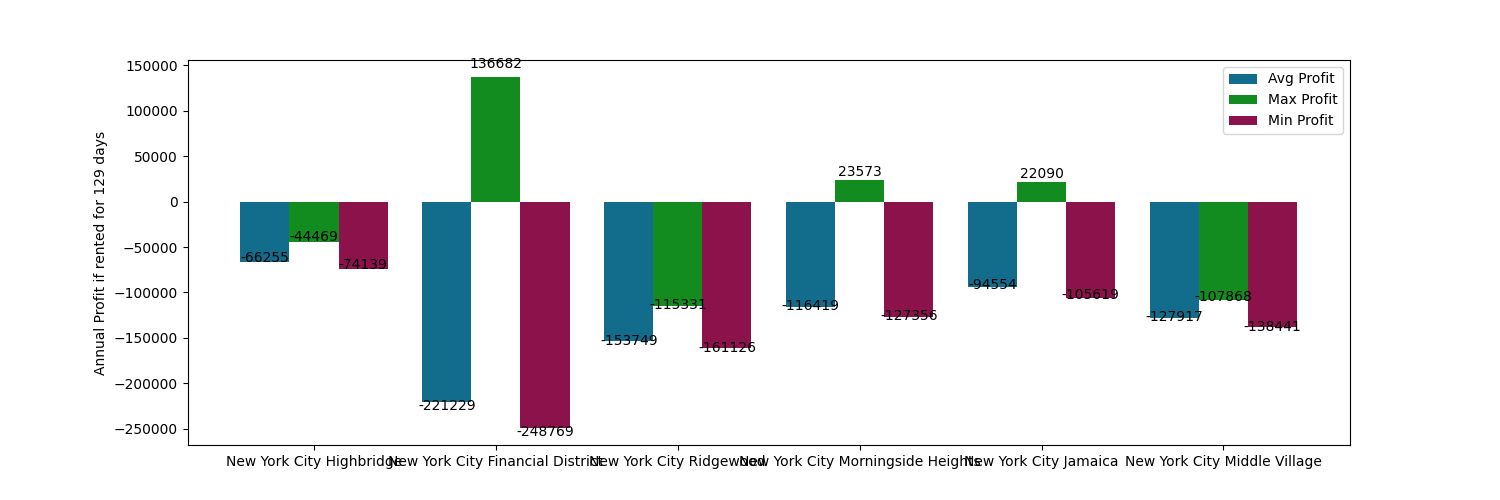 Annual Profit if rented for 129 days
150000
100000
50000
0
−50000
−100000
−150000
−200000
−250000
136682
-66255
-44469
-74139
-221229
-248769
-153749
-115331
-161126
-116419
23573
-127356
-94554
22090
-105619
-127917
-107868
-138441
Avg Profit
Max Profit
Min Profit
New York City Highbridge
New York City Financial District
New York City Ridgewood
New York City Morningside Heights
New York City Jamaica
New York City Middle Village